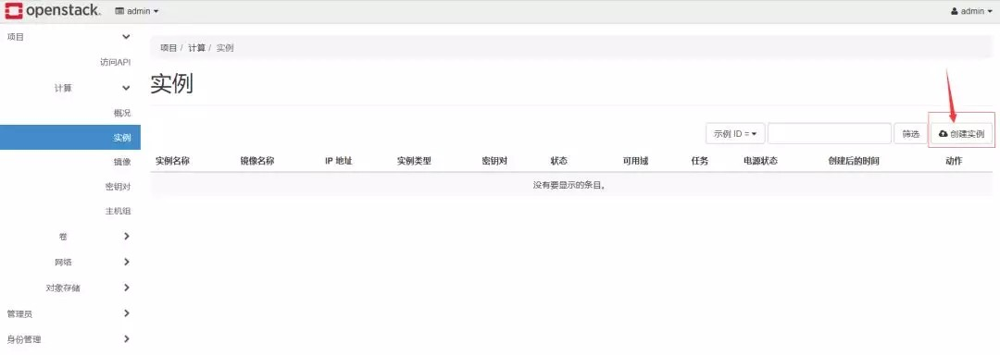 openstack. admin admin
项目
访问API
计算
概况
实例
镜像
密钥对
主机组
卷
网络
对象存储
管理员
身份管理
项目 / 计算 / 实例
实例
示例 ID = 筛选 创建实例
实例名称 镜像名称 IP 地址 实例类型 密钥对 状态 可用域 任务 电源状态 创建后的时间 动作
没有要显示的条目。